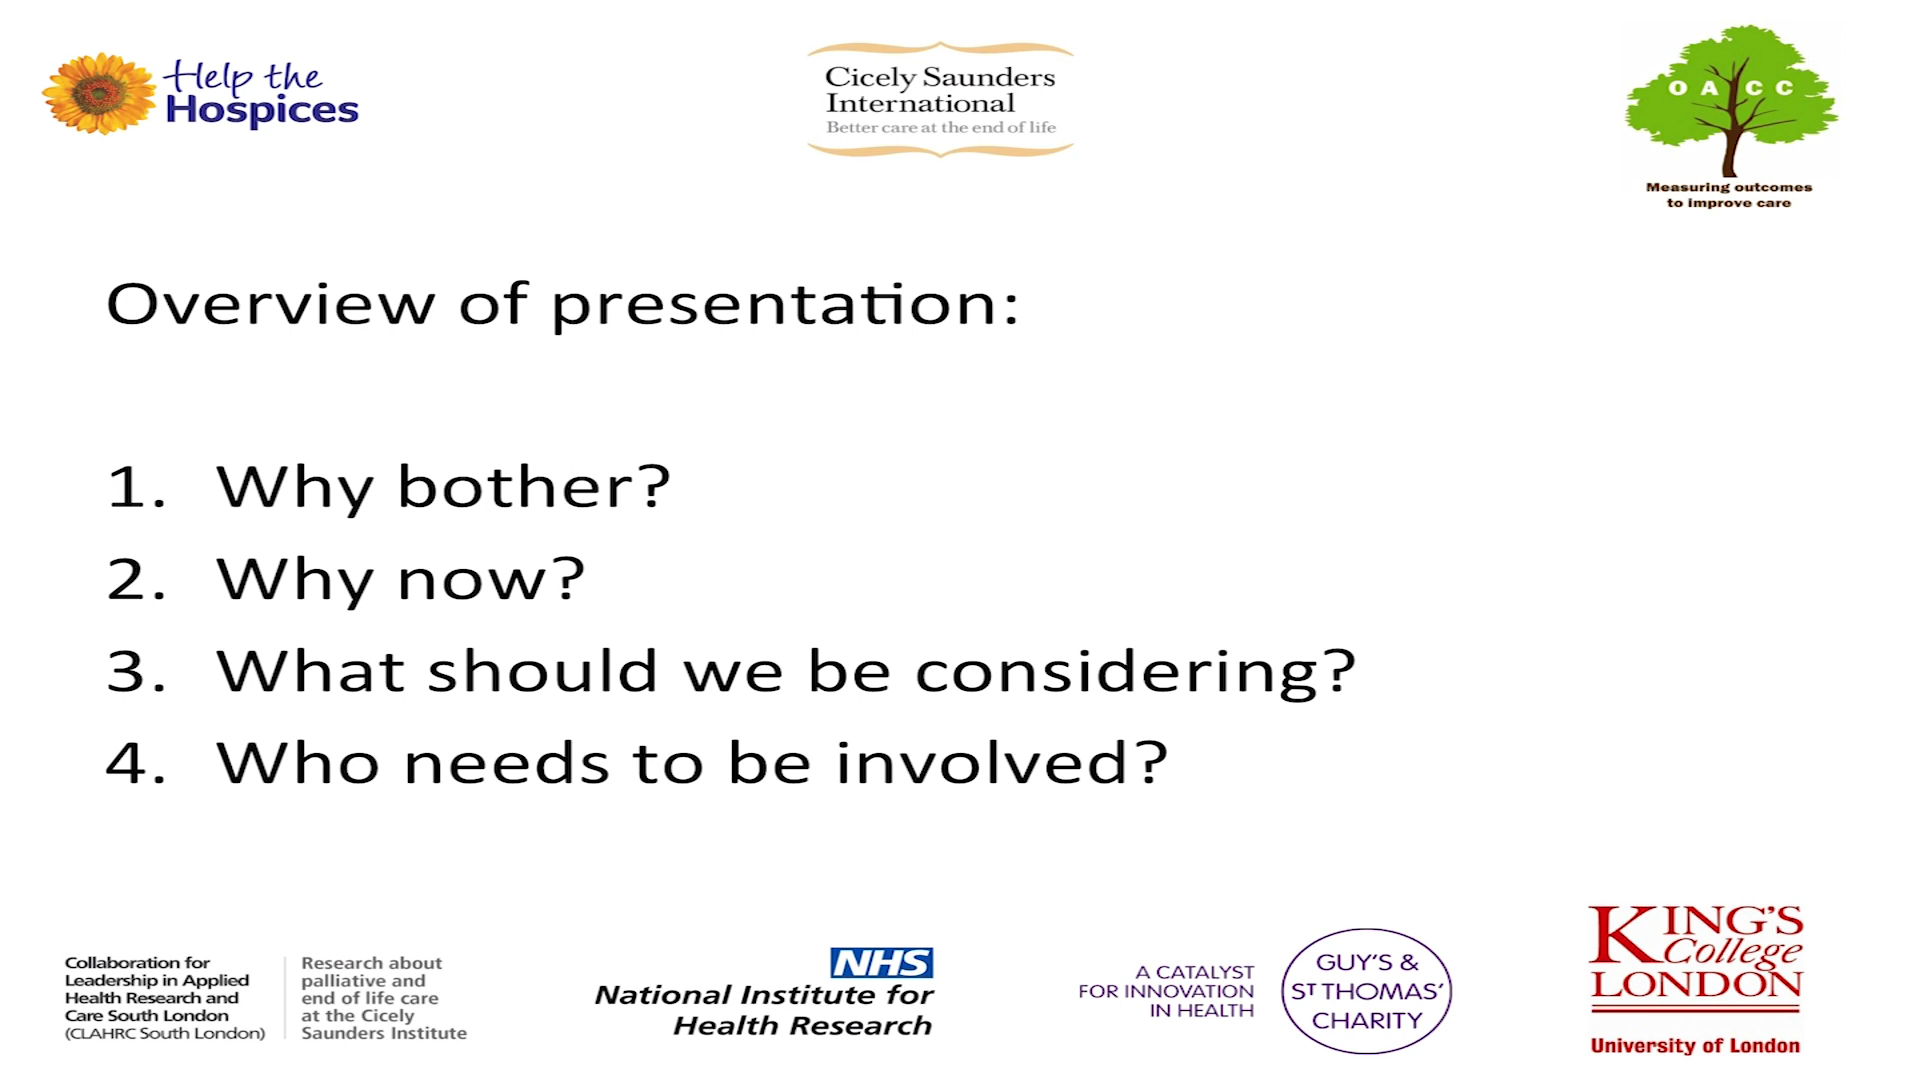 Help the
Hospices
Cicely Saunders
International
Better care at the end of life
O A C C
Measuring outcomes
to improve care
Overview of presentation:
1. Why bother?
2. Why now?
3. What should we be considering?
4. Who needs to be involved?
Collaboration for
Leadership in Applied
Health Research and
Care South London
(CLAHRC South London)
Research about
palliative and
end of life care
at the Cicely
Saunders Institute
NHS
National Institute for
Health Research
A CATALYST
FOR INNOVATION
IN HEALTH
GUY'S &
ST THOMAS'
CHARITY
KING'S
College
LONDON
University of London